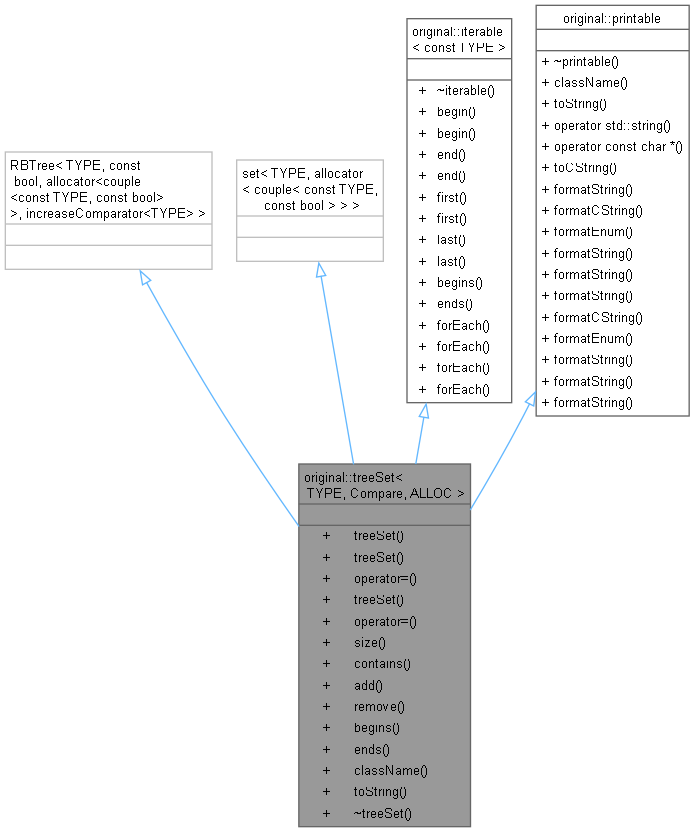 RBTree< TYPE, const
bool, allocator<couple
<const TYPE, const bool>
>, increaseComparator<TYPE> >
set< TYPE, allocator
< couple< const TYPE,
const bool > > >
original::iterable
< const TYPE >
+ ~iterable()
+ begin()
+ begin()
+ end()
+ end()
+ first()
+ first()
+ last()
+ last()
+ begins()
+ ends()
+ forEach()
+ forEach()
+ forEach()
+ forEach()
original::printable
+ ~printable()
+ className()
+ toString()
+ operator std::string()
+ operator const char *()
+ toCString()
+ formatString()
+ formatCString()
+ formatEnum()
+ formatString()
+ formatString()
+ formatString()
+ formatCString()
+ formatEnum()
+ formatString()
+ formatString()
+ formatString()
original::treeSet<
TYPE, Compare, ALLOC >
+ treeSet()
+ treeSet()
+ operator=()
+ treeSet()
+ operator=()
+ size()
+ contains()
+ add()
+ remove()
+ begins()
+ ends()
+ className()
+ toString()
+ ~treeSet()